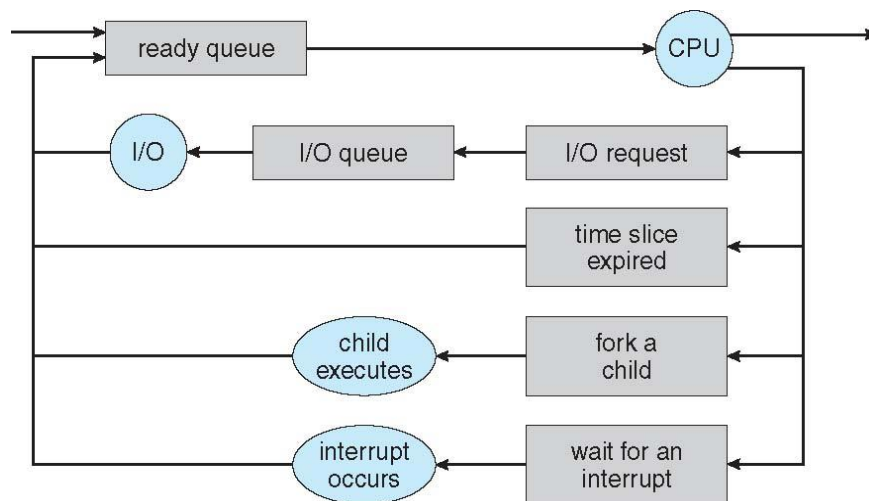 ready queue
CPU
I/O
I/O queue
I/O request
time slice
expired
child
executes
fork a
child
interrupt
occurs
wait for an
interrupt